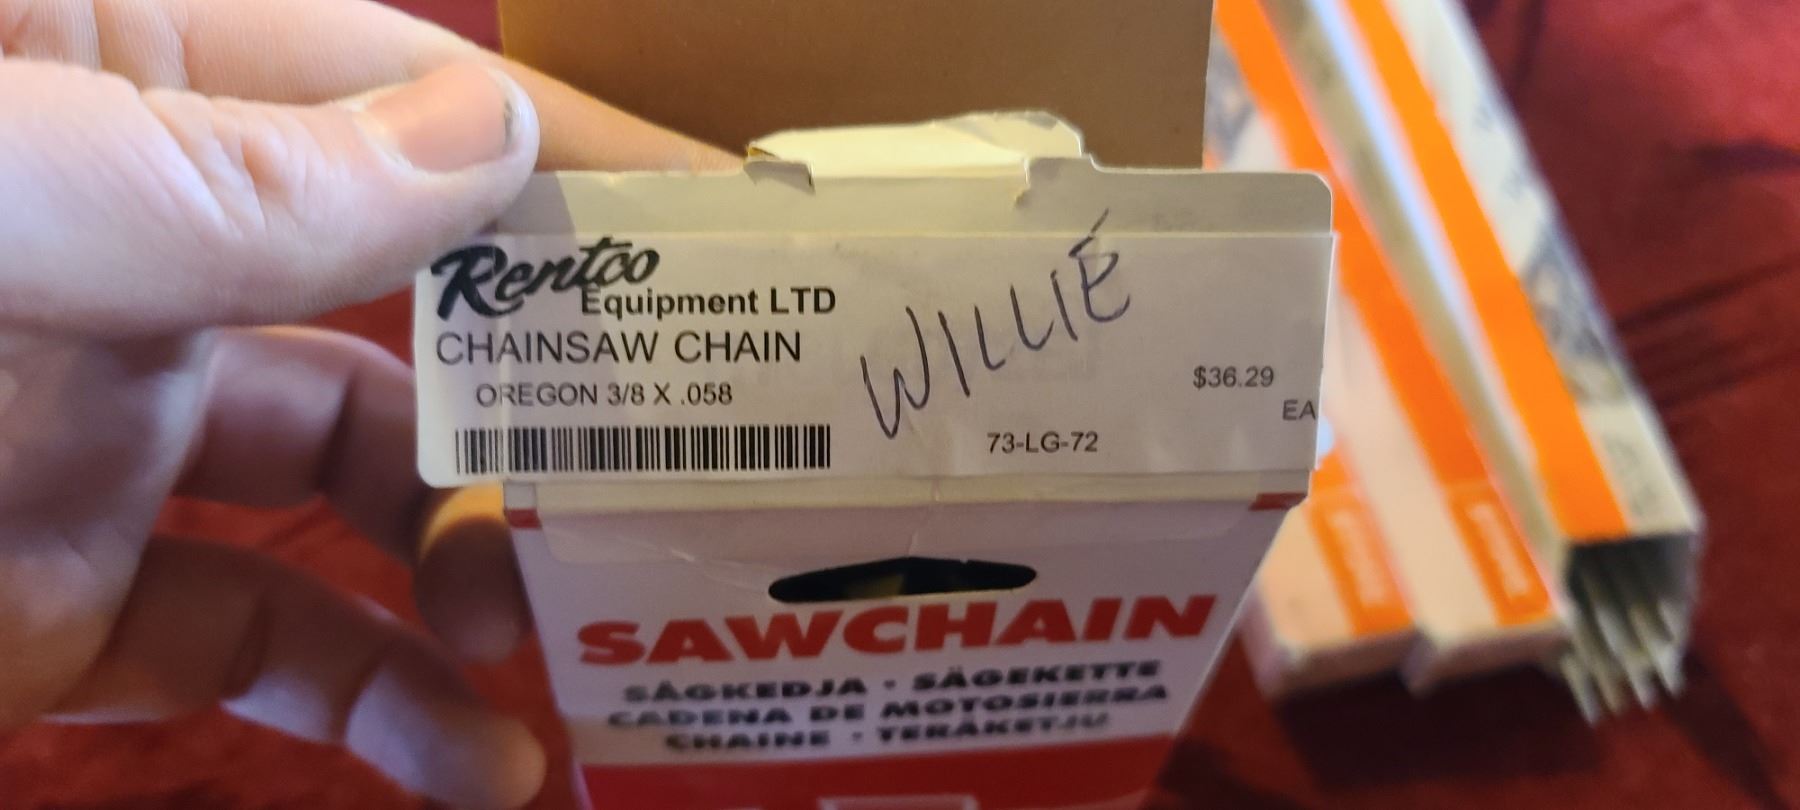 Rentco
Equipment LTD
CHAINSAW CHAIN
OREGON 3/8 X .058
WILLIE
$36.29
EA
73-LG-72
SAWCHAIN
SÅGKEDJA · SÄGEKETTE
CADENA DE MOTOSIERRA
CHAINE · TERÄKETJU